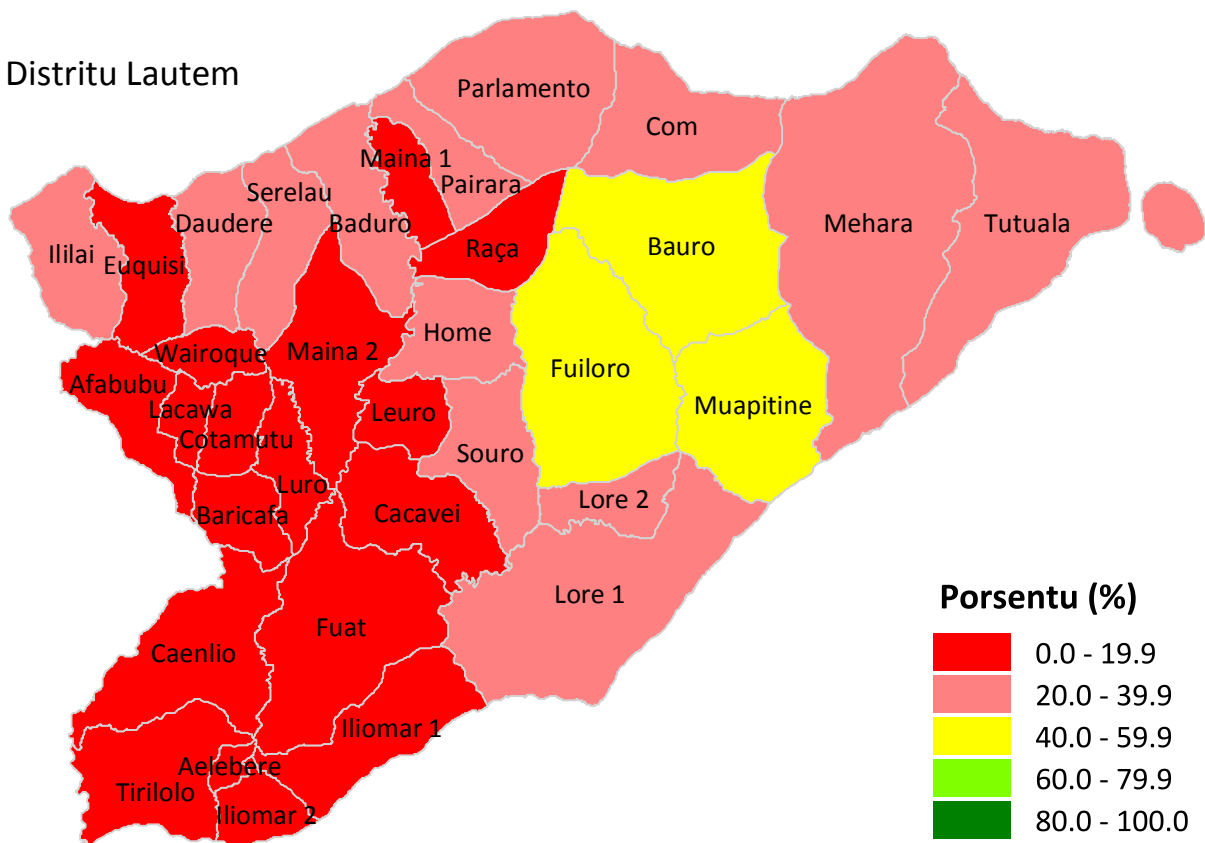 Distritu Lautem
Parlamento
Com
Maina 1
Pairara
Serelau
Daudere
Baduro
Mehara
Tutuala
Ililai
Euquisi
Raça
Bauro
Home
Wairoque
Maina 2
Fuiloro
Afabubu
Lacawa
Leuro
Muapitine
Cotamutu
Souro
Luro
Lore 2
Baricafa
Cacavei
Lore 1
Fuat
Caenlio
Iliomar 1
Aelebere
Tirilolo
Iliomar 2
Porsentu (%)
0.0 - 19.9
20.0 - 39.9
40.0 - 59.9
60.0 - 79.9
80.0 - 100.0